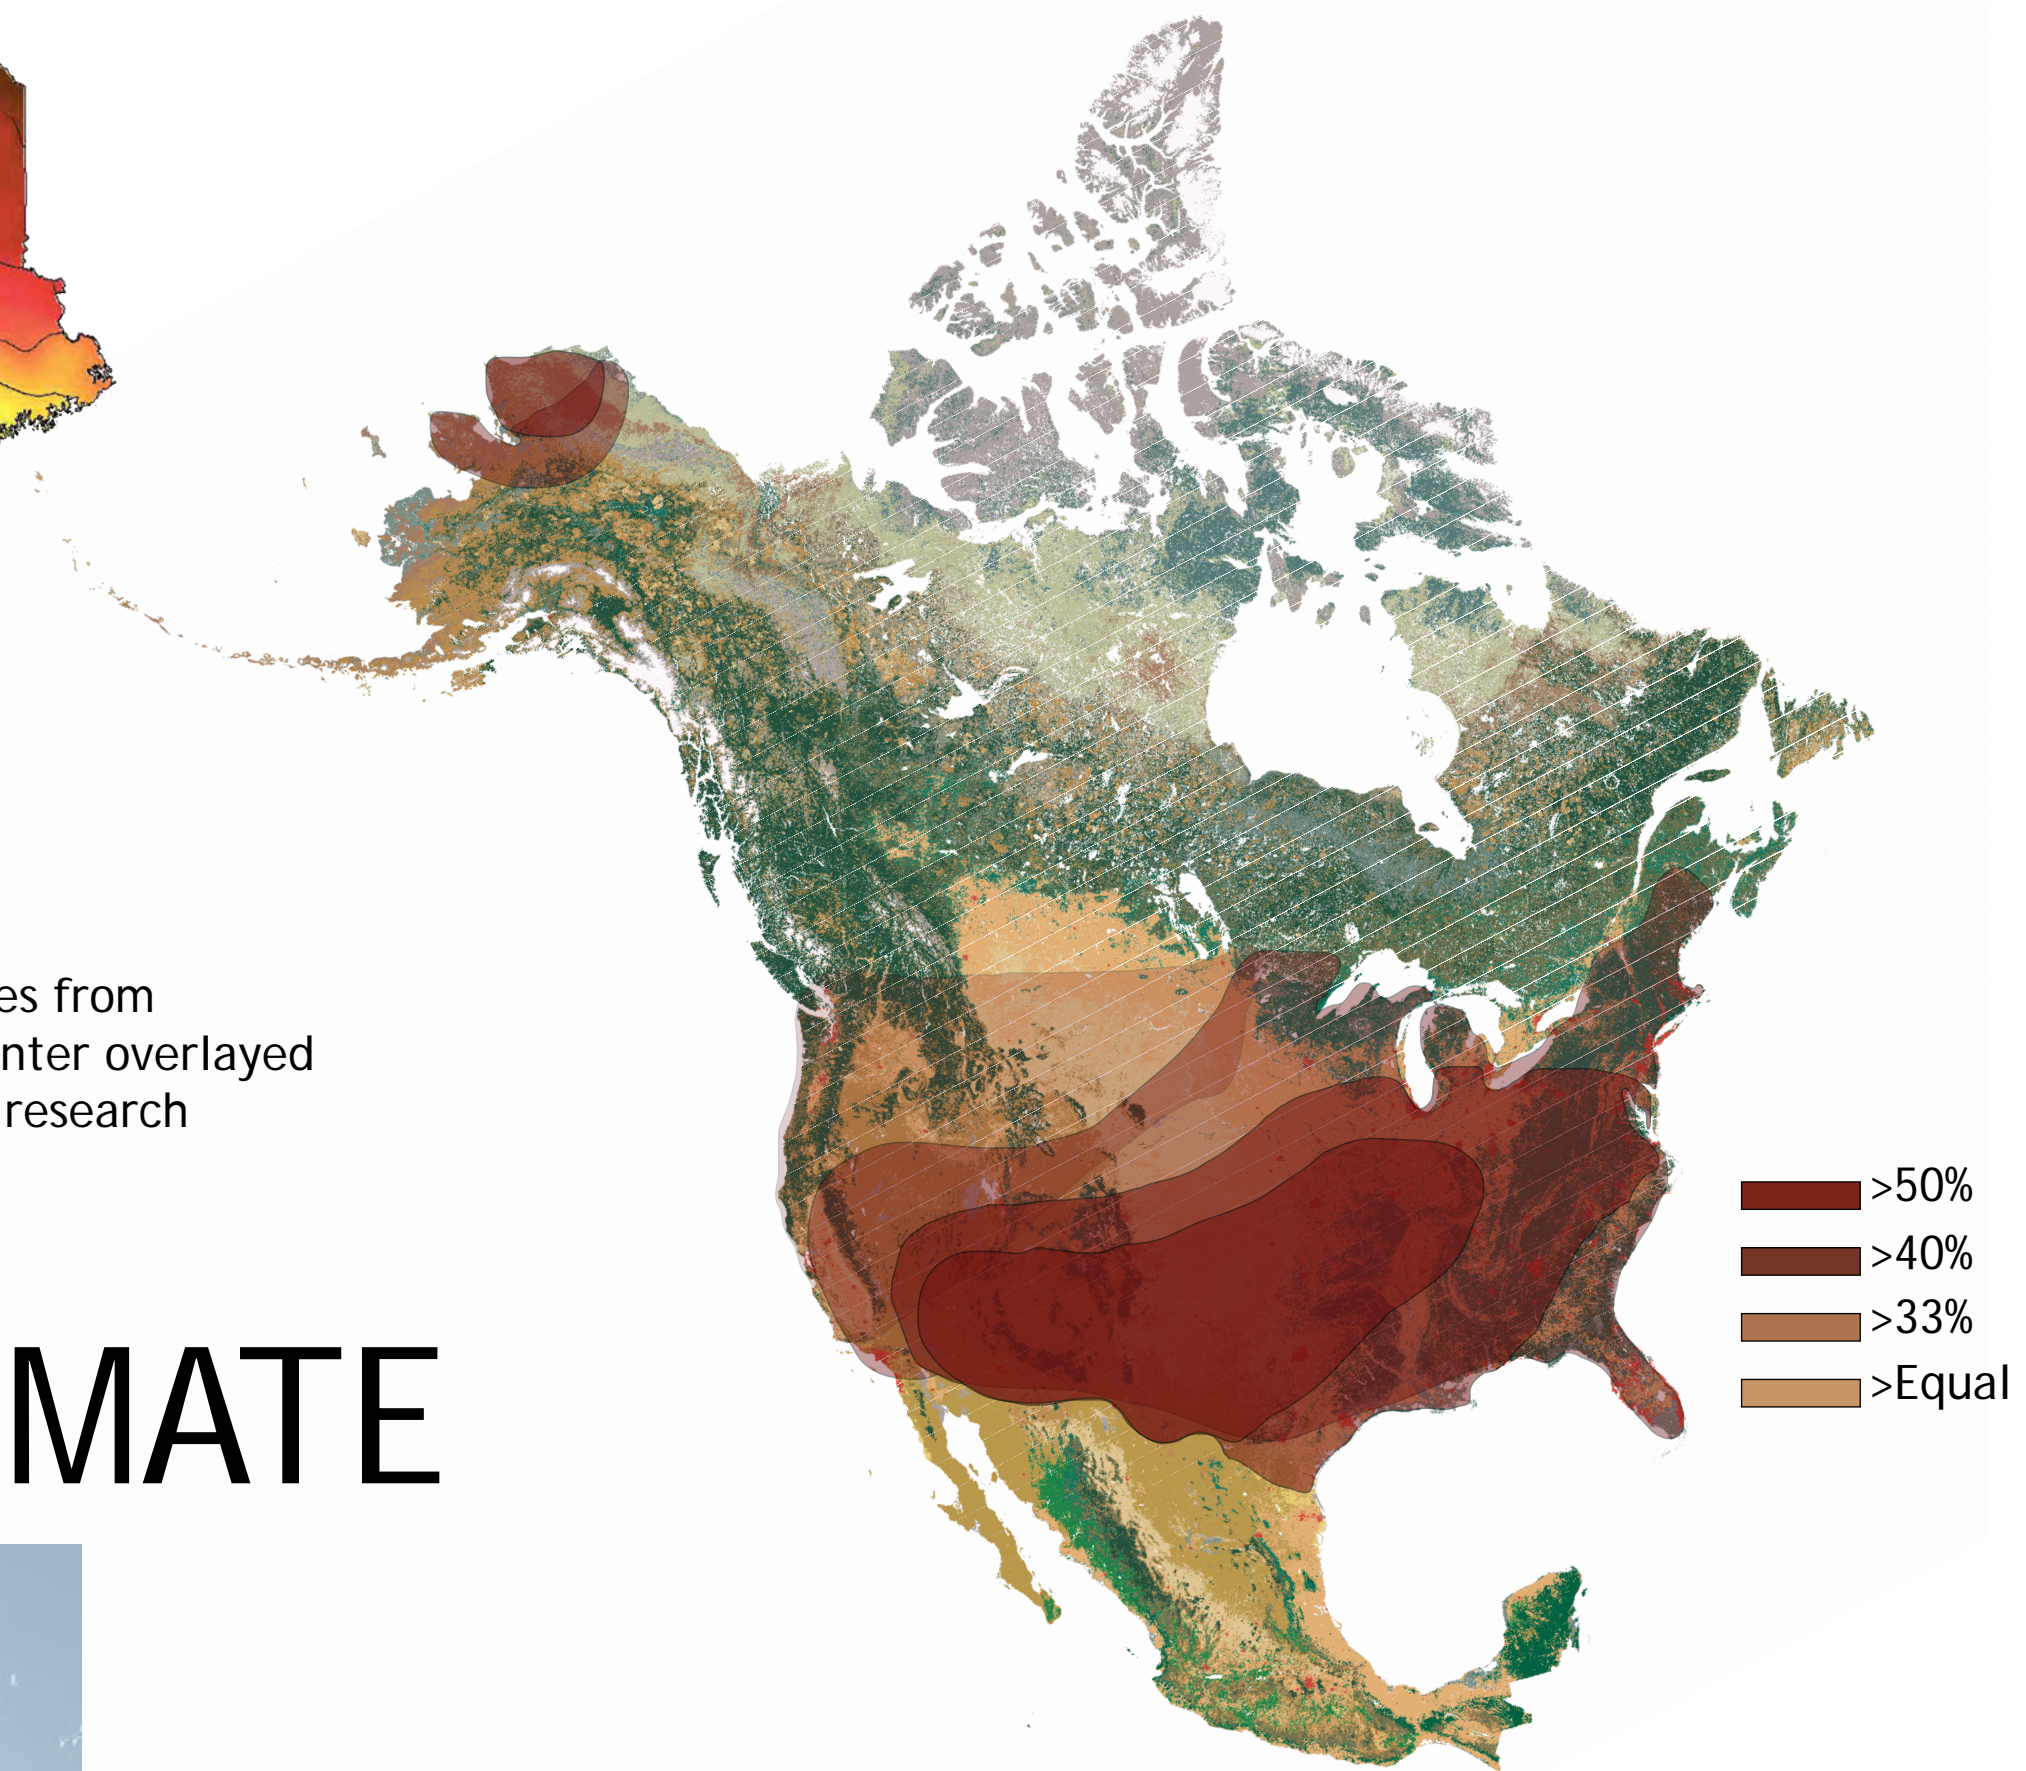 es from
nter overlayed
research
MATE
>50%
>40%
>33%
>Equal